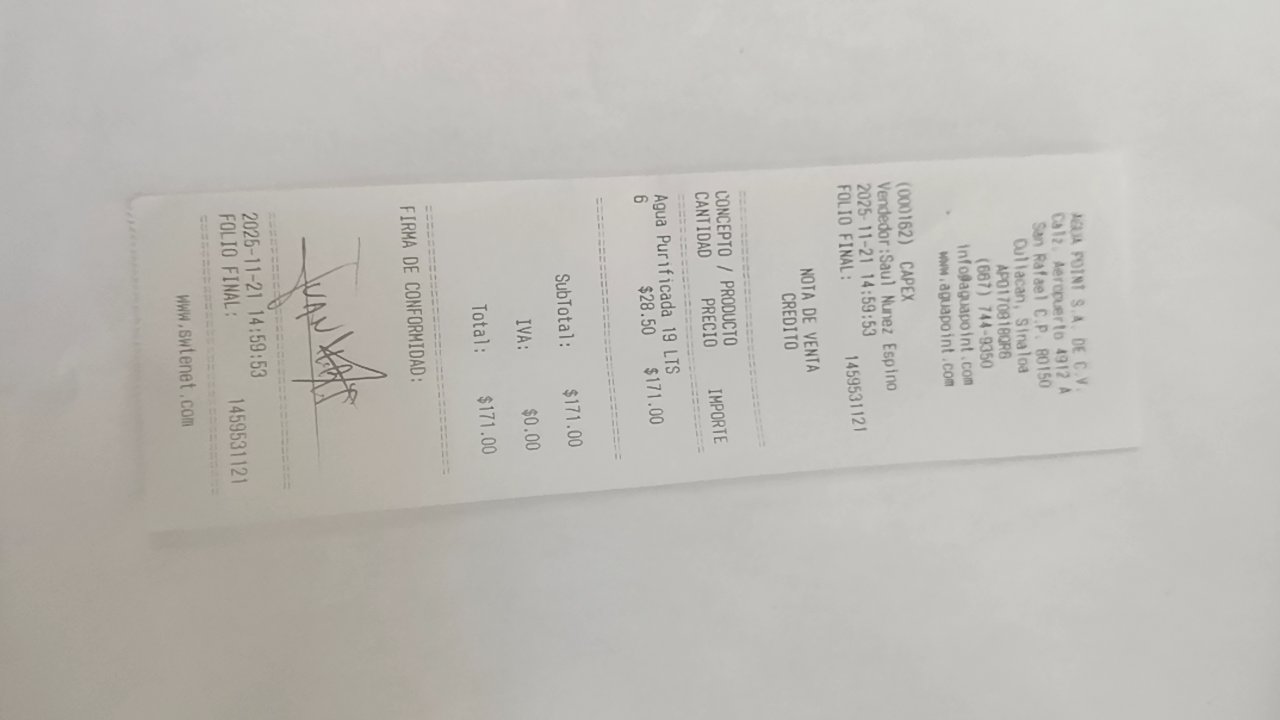 AGUA POINT S.A. DE C.V.
Calz. Aeropuerto 4912 A
San Rafael C.P. 80150
Culiacan, Sinaloa
APO170818QR6
(667) 744-9350
info@aguapoint.com
www.aguapoint.com
(000162) CAPEX
Vendedor:Saul Nunez Espino
2025-11-21 14:59:53
FOLIO FINAL: 1459531121
NOTA DE VENTA
CREDITO
CONCEPTO / PRODUCTO
CANTIDAD PRECIO IMPORTE
Agua Purificada 19 LTS
6 $28.50 $171.00
SubTotal: $171.00
IVA: $0.00
Total: $171.00
FIRMA DE CONFORMIDAD:
JUAN
2025-11-21 14:59:53
FOLIO FINAL: 1459531121
www.swtenet.com